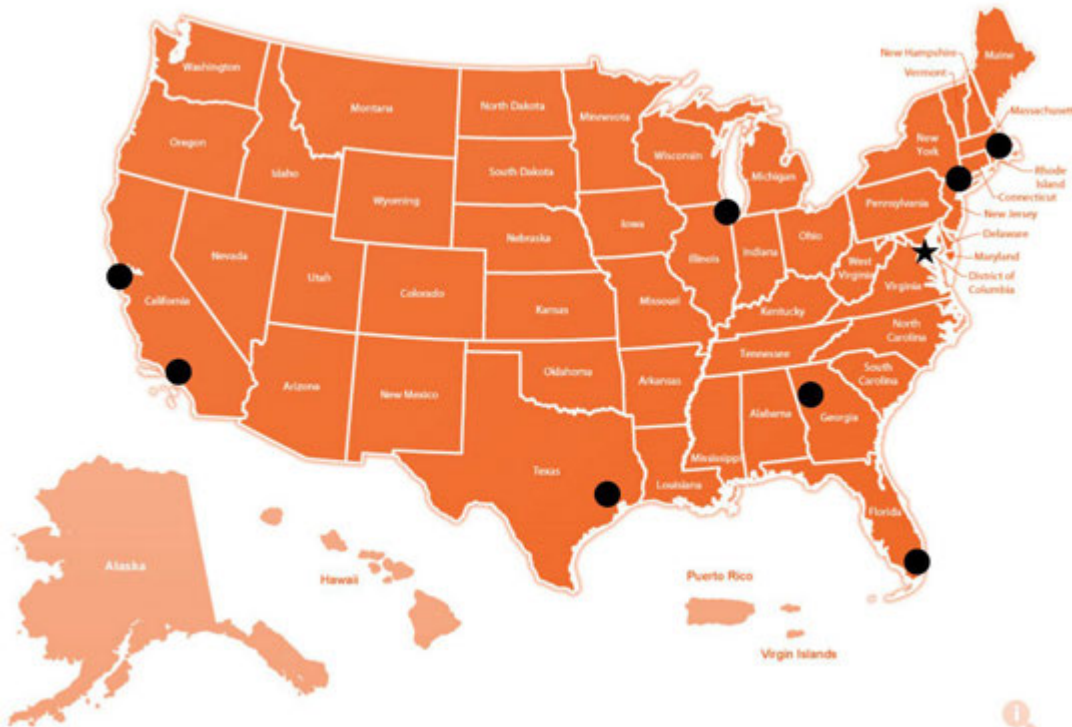 Washington
Oregon
California
Nevada
Idaho
Montana
Wyoming
Utah
Colorado
Arizona
New Mexico
North Dakota
South Dakota
Nebraska
Kansas
Oklahoma
Texas
Minnesota
Iowa
Missouri
Arkansas
Louisiana
Wisconsin
Illinois
Michigan
Indiana
Ohio
Kentucky
Tennessee
Mississippi
Alabama
Georgia
Florida
South
Carolina
North
Carolina
Virginia
West
Virginia
Pennsylvania
New
York
Maine
New Hampshire
Vermont
Massachusett
Rhode
Island
Connecticut
New Jersey
Delaware
Maryland
District of
Columbia
Alaska
Hawaii
Puerto Rico
Virgin Islands
i